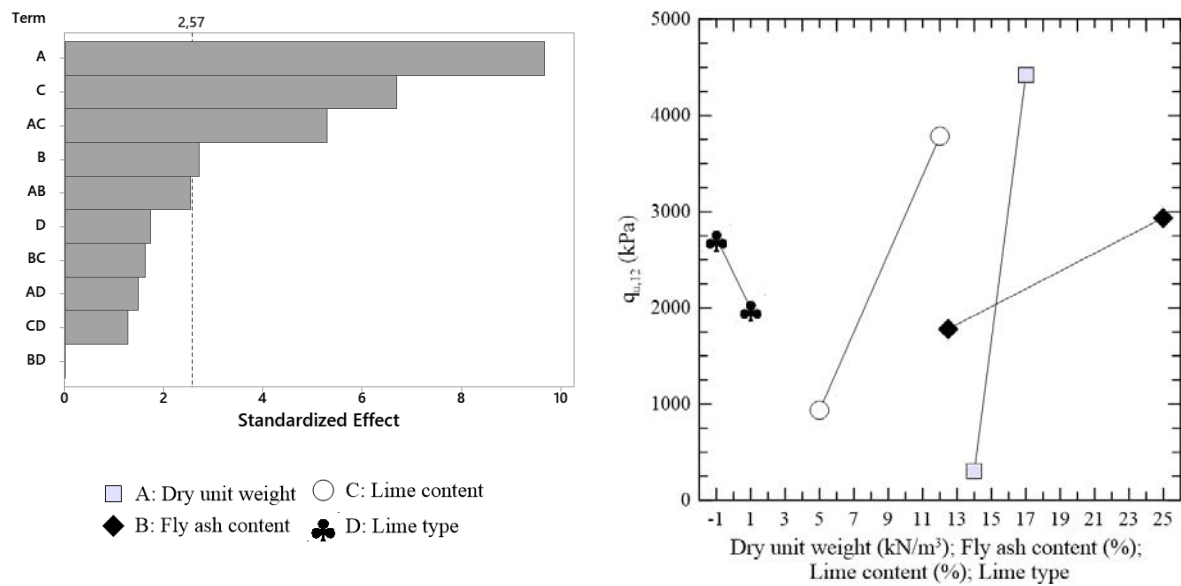 Term
2,57
A
C
AC
B
AB
D
BC
AD
CD
BD
0 2 4 6 8 10
Standardized Effect
A: Dry unit weight
C: Lime content
B: Fly ash content
D: Lime type
5000
4000
3000
2000
1000
0
qu,12 (kPa)
-1 1 5 7 9 11 13 15 17 19 21 23 25
Dry unit weight (kN/m³); Fly ash content (%);
Lime content (%); Lime type